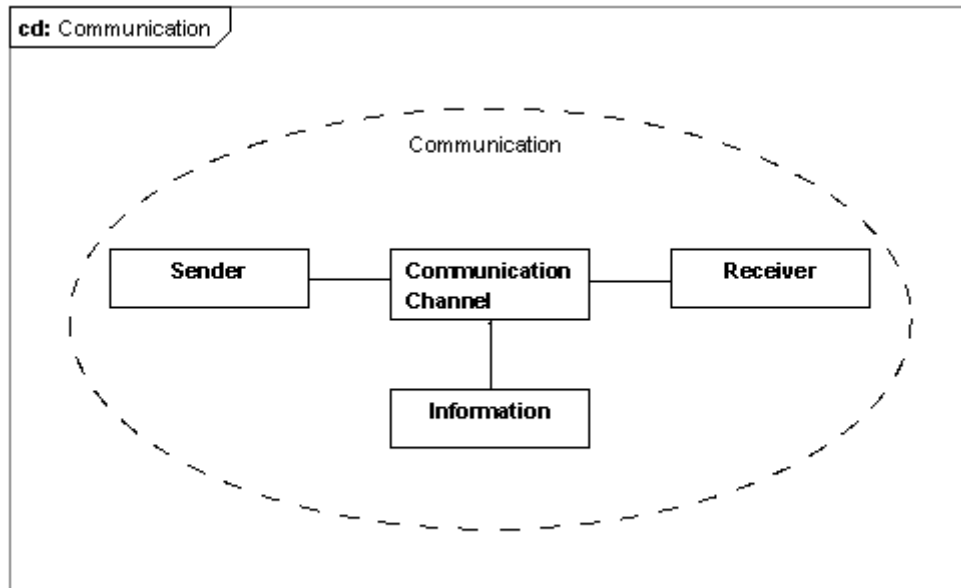 cd: Communication
Communication
Sender
Communication
Channel
Receiver
Information